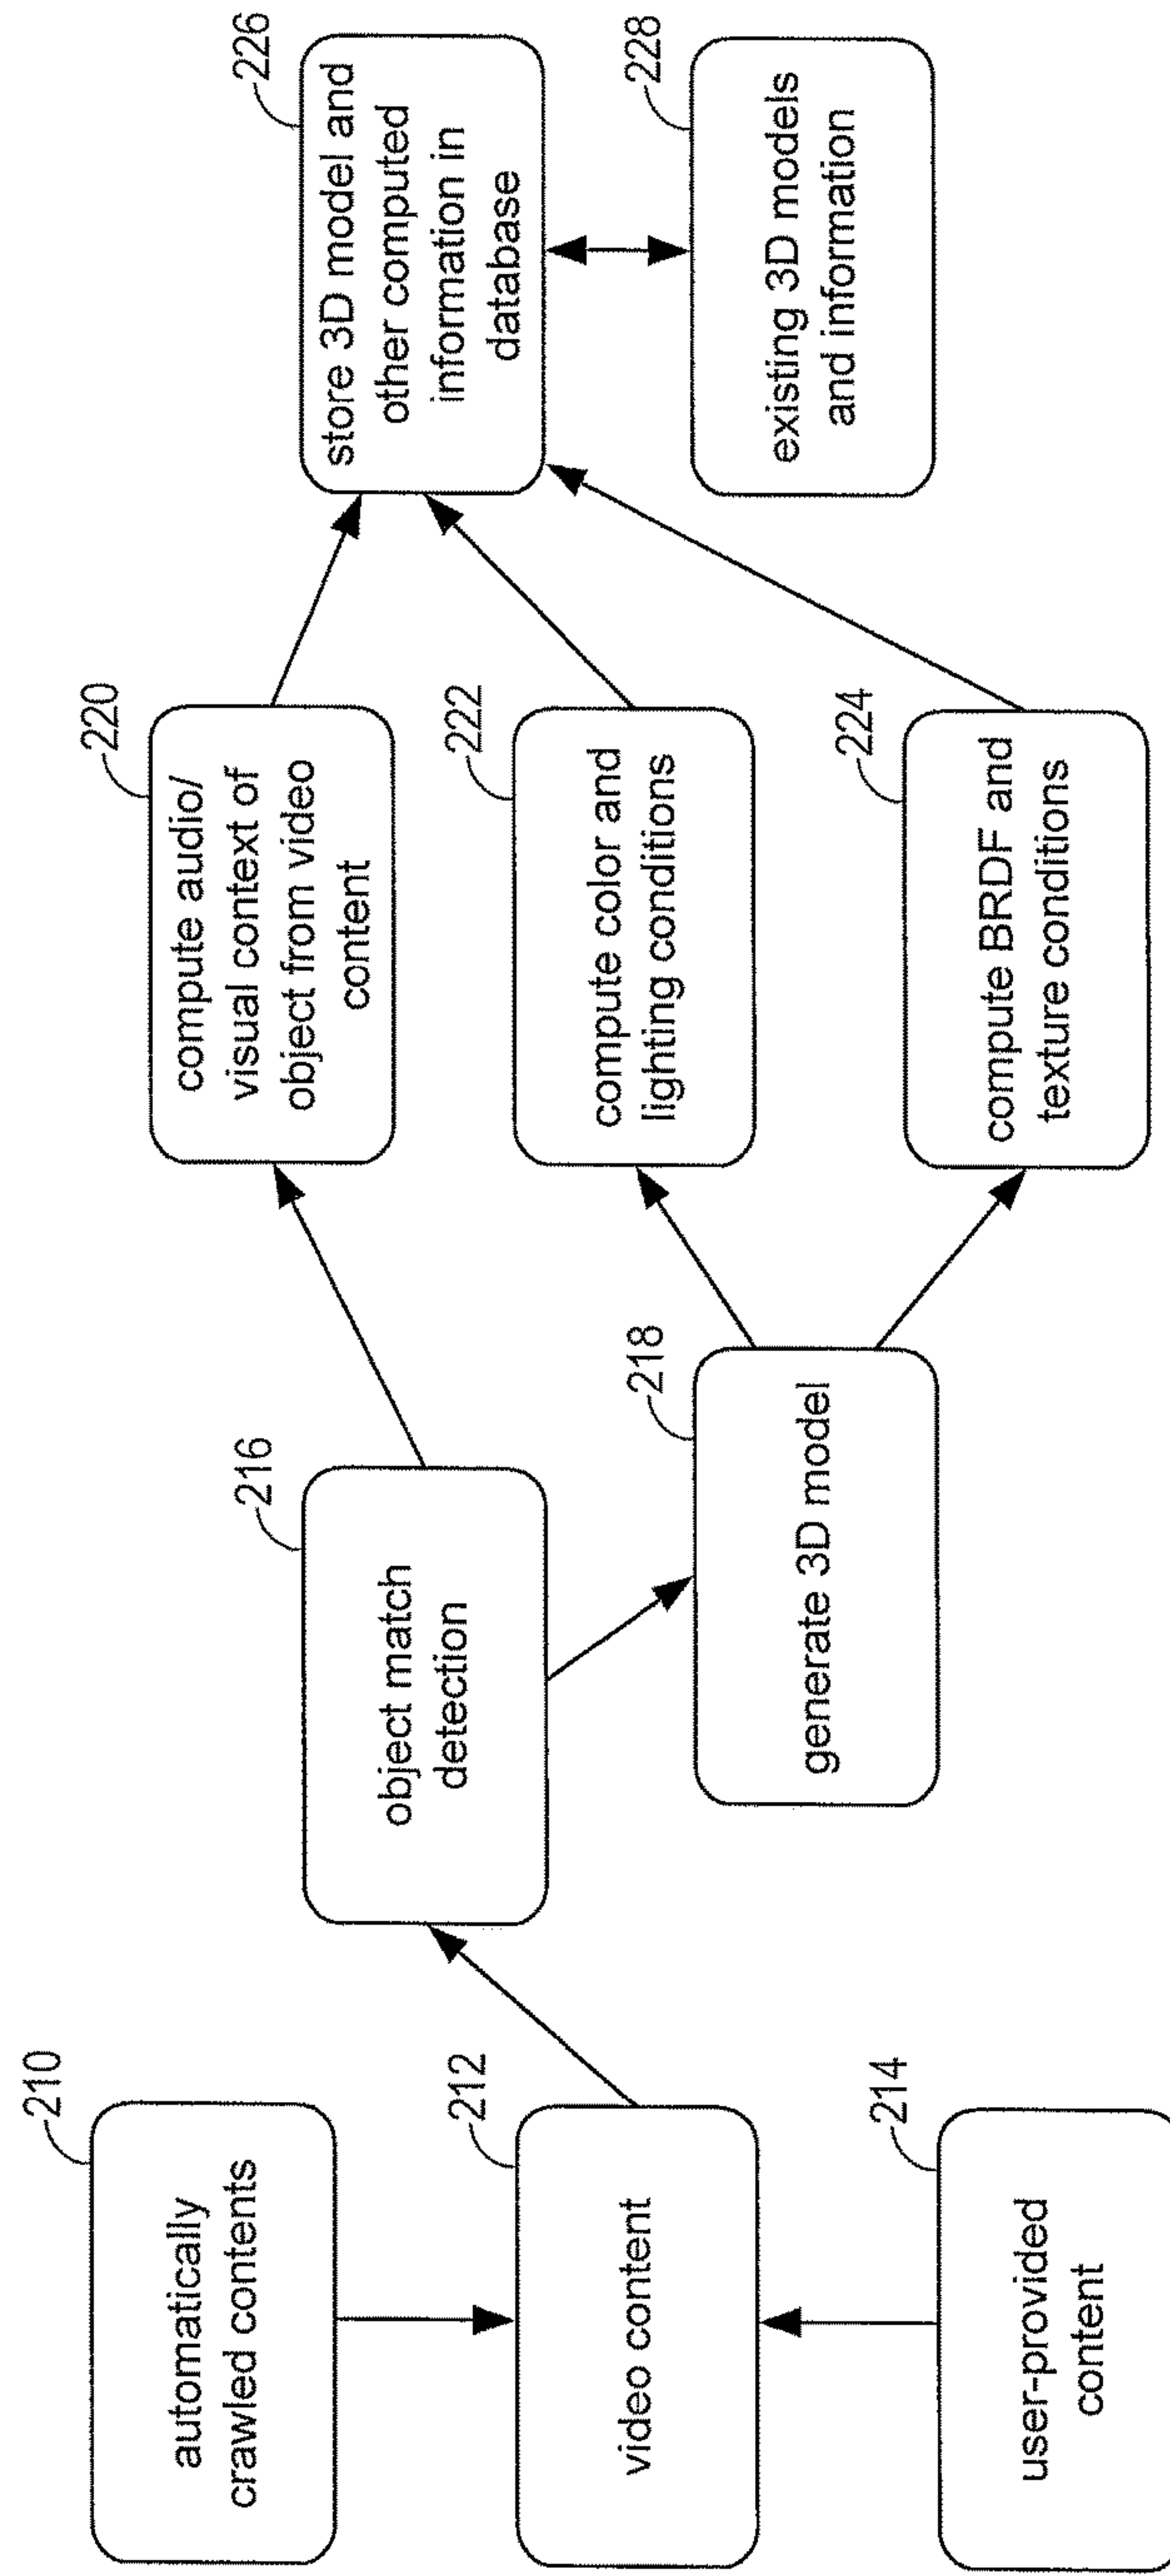 210
automatically
crawled contents
212
video content
214
user-provided
content
216
object match
detection
218
generate 3D model
220
compute audio/
visual context of
object from video
content
222
compute color and
lighting conditions
224
compute BRDF and
texture conditions
226
store 3D model and
other computed
information in
database
228
existing 3D models
and information